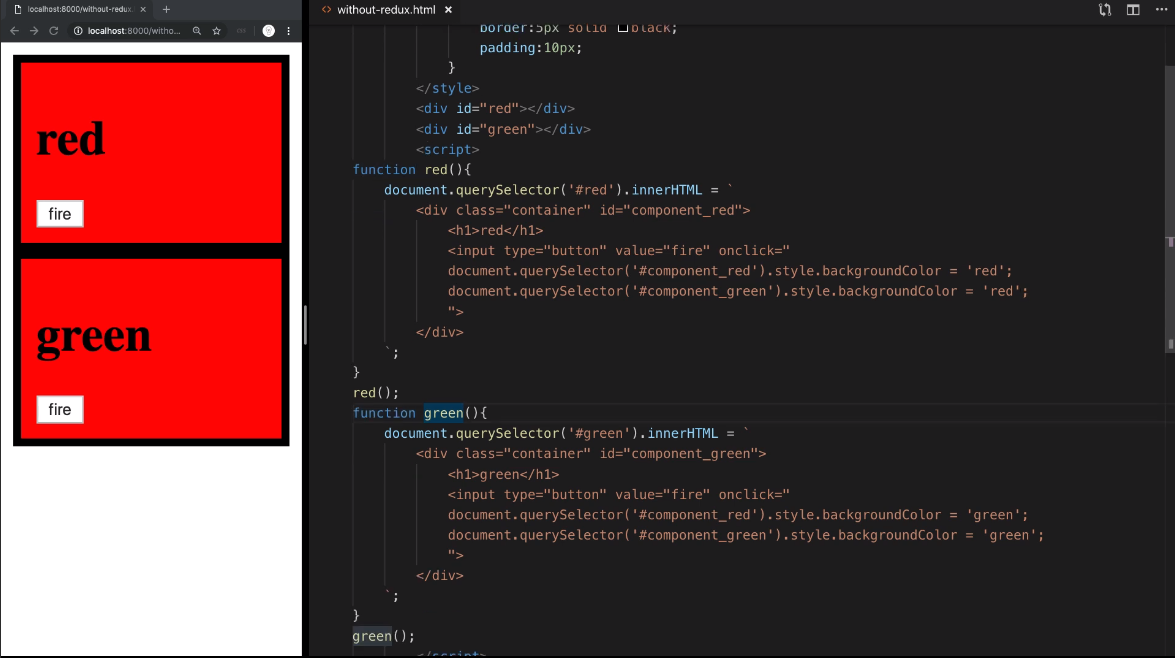 localhost:8000/without-redux.
localhost:8000/witho...
red
fire
green
fire
without-redux.html
border:5px solid black;
padding:10px;
}
</style>
<div id="red"></div>
<div id="green"></div>
<script>
function red(){
document.querySelector('#red').innerHTML = `
<div class="container" id="component_red">
<h1>red</h1>
<input type="button" value="fire" onclick="
document.querySelector('#component_red').style.backgroundColor = 'red';
document.querySelector('#component_green').style.backgroundColor = 'red';
">
</div>
`;
}
red();
function green(){
document.querySelector('#green').innerHTML = `
<div class="container" id="component_green">
<h1>green</h1>
<input type="button" value="fire" onclick="
document.querySelector('#component_red').style.backgroundColor = 'green';
document.querySelector('#component_green').style.backgroundColor = 'green';
">
</div>
`;
}
green();
</script>